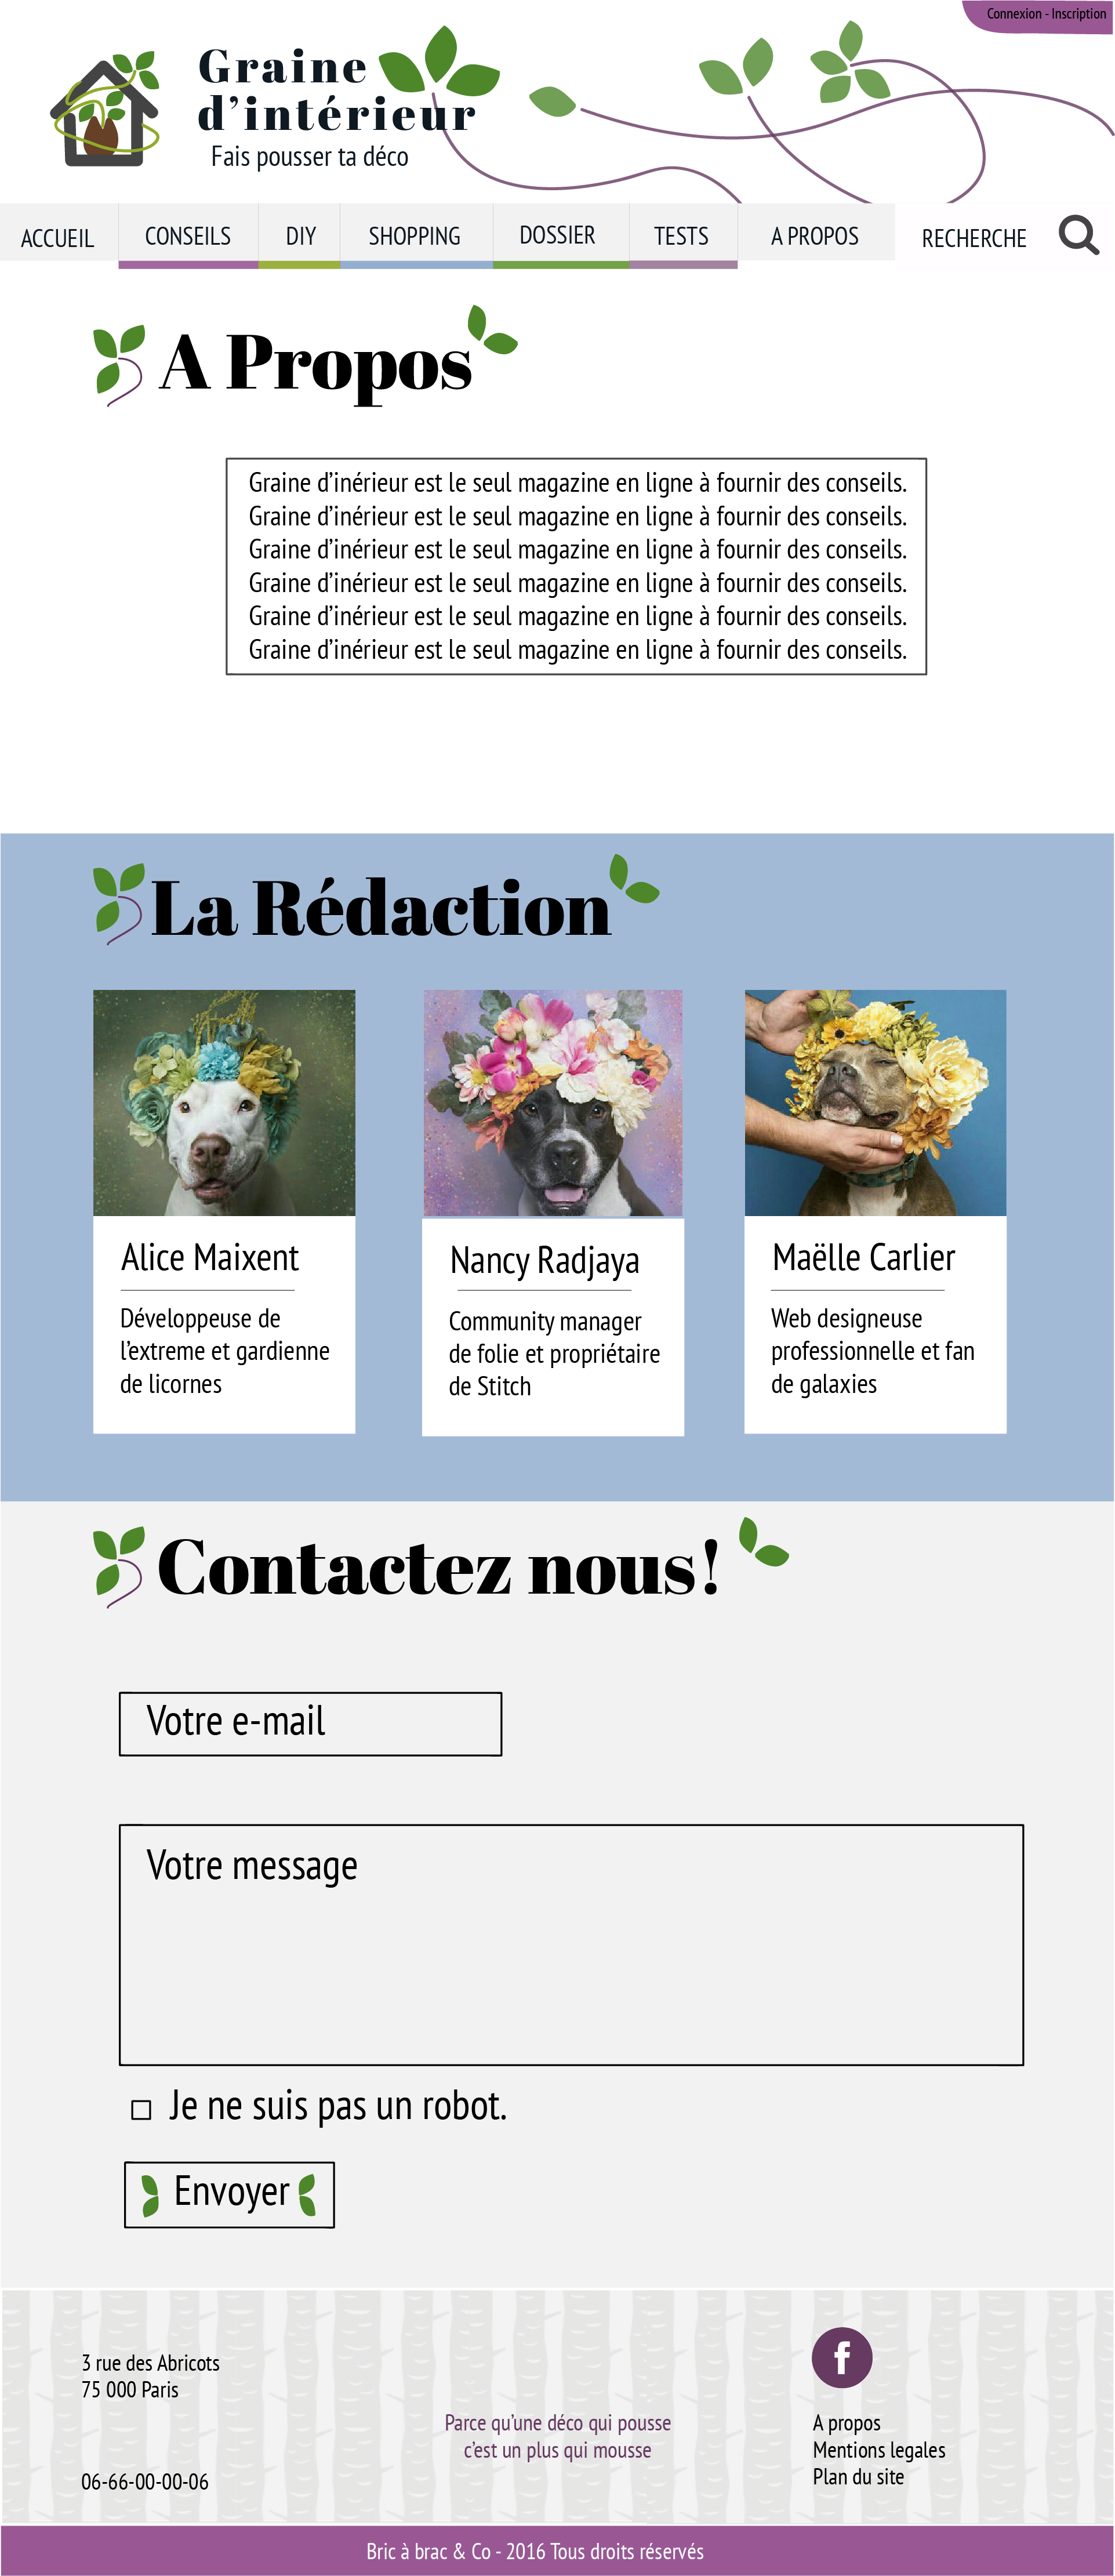 Connexion - Inscription
Graine
d'intérieur
Fais pousser ta déco
ACCUEIL
CONSEILS
DIY
SHOPPING
DOSSIER
TESTS
A PROPOS
RECHERCHE
A Propos
Graine d'inérieur est le seul magazine en ligne à fournir des conseils.
Graine d'inérieur est le seul magazine en ligne à fournir des conseils.
Graine d'inérieur est le seul magazine en ligne à fournir des conseils.
Graine d'inérieur est le seul magazine en ligne à fournir des conseils.
Graine d'inérieur est le seul magazine en ligne à fournir des conseils.
Graine d'inérieur est le seul magazine en ligne à fournir des conseils.
La Rédaction
Alice Maixent
Développeuse de
l'extreme et gardienne
de licornes
Nancy Radjaya
Community manager
de folie et propriétaire
de Stitch
Maëlle Carlier
Web designeuse
professionnelle et fan
de galaxies
Contactez nous!
Votre e-mail
Votre message
Je ne suis pas un robot.
Envoyer
3 rue des Abricots
75 000 Paris
06-66-00-00-06
Parce qu'une déco qui pousse
c'est un plus qui mousse
f
A propos
Mentions legales
Plan du site
Bric à brac & Co - 2016 Tous droits réservés